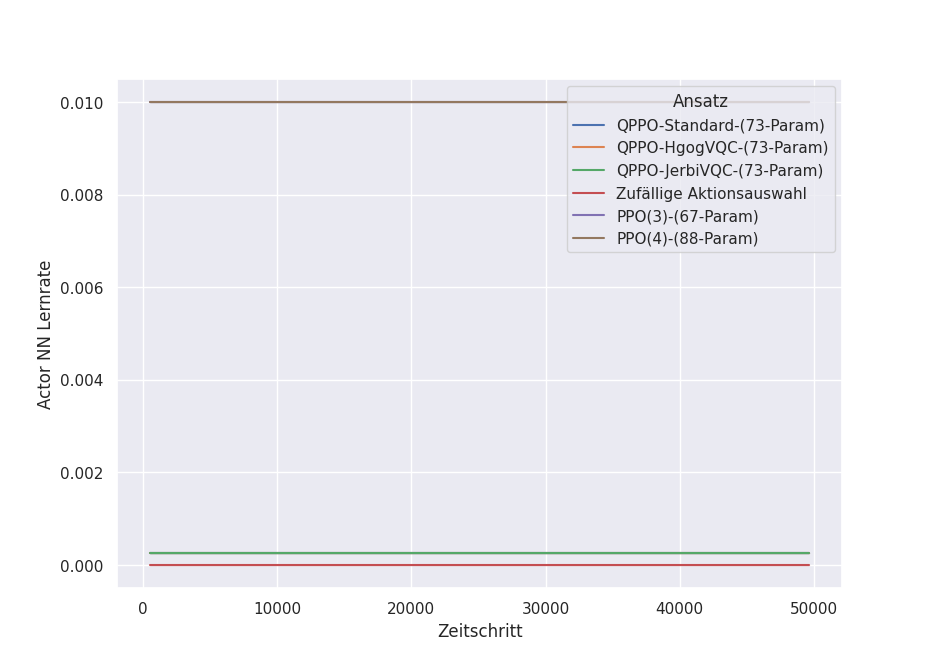 0.010
0.008
0.006
0.004
0.002
0.000
Actor NN Lernrate
Ansatz
QPPO-Standard-(73-Param)
QPPO-HgogVQC-(73-Param)
QPPO-JerbiVQC-(73-Param)
Zufällige Aktionsauswahl
PPO(3)-(67-Param)
PPO(4)-(88-Param)
0 10000 20000 30000 40000 50000
Zeitschritt